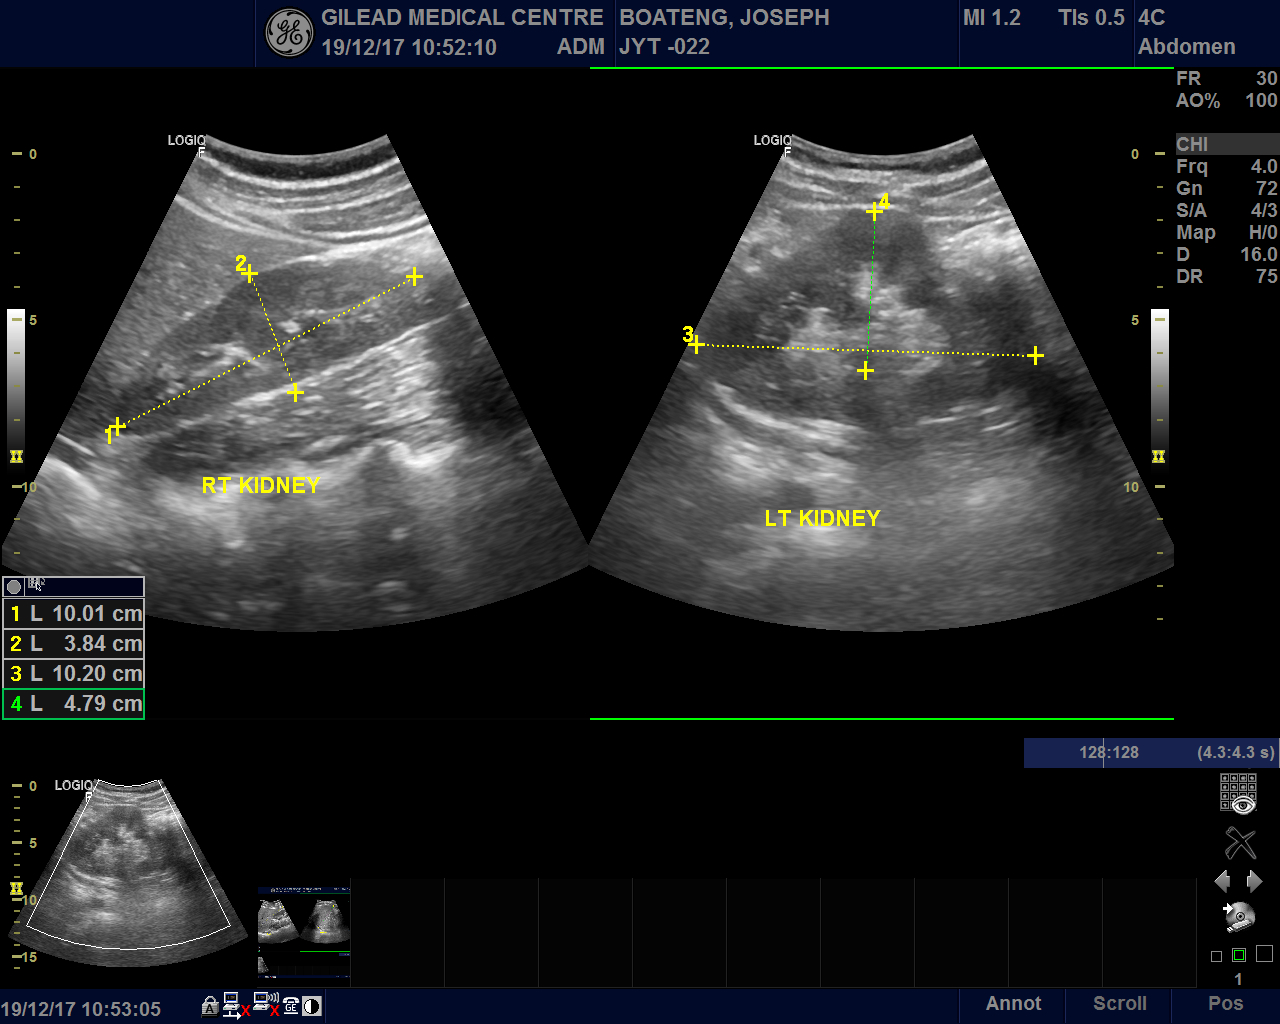 GILEAD MEDICAL CENTRE
19/12/17 10:52:10 ADM
BOATENG, JOSEPH
JYT -022
MI 1.2 TIs 0.5
4C
Abdomen
FR 30
AO% 100
CHI
Frq 4.0
Gn 72
S/A 4/3
Map H/0
D 16.0
DR 75
LOGIQ
F
0
5
10
2
1
RT KIDNEY
LOGIQ
F
0
5
10
4
3
LT KIDNEY
1 L 10.01 cm
2 L 3.84 cm
3 L 10.20 cm
4 L 4.79 cm
128:128 (4.3:4.3 s)
LOGIQ
F
0
5
10
15
1
19/12/17 10:53:05
Annot Scroll Pos